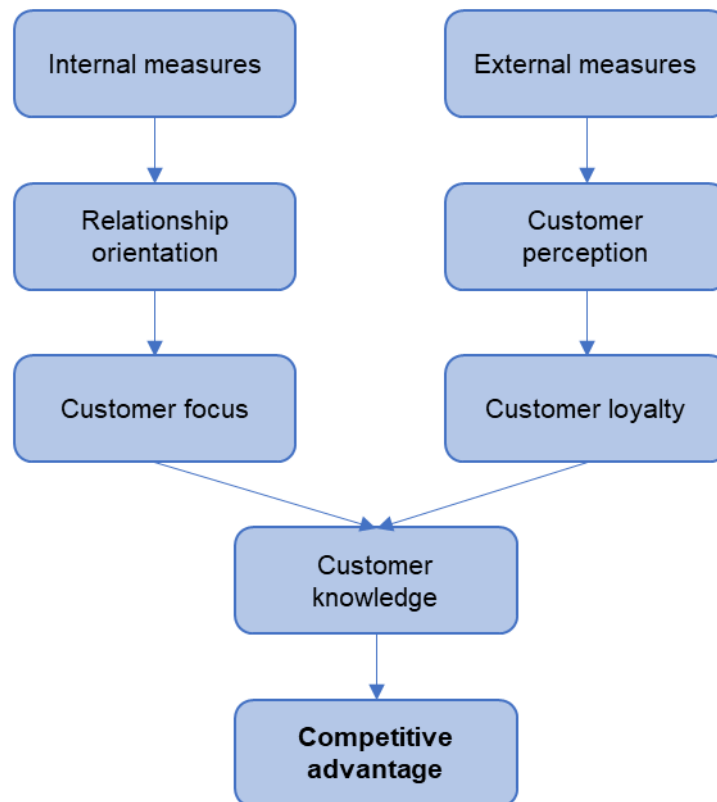 Internal measures
External measures
Relationship
orientation
Customer
perception
Customer focus
Customer loyalty
Customer
knowledge
Competitive
advantage